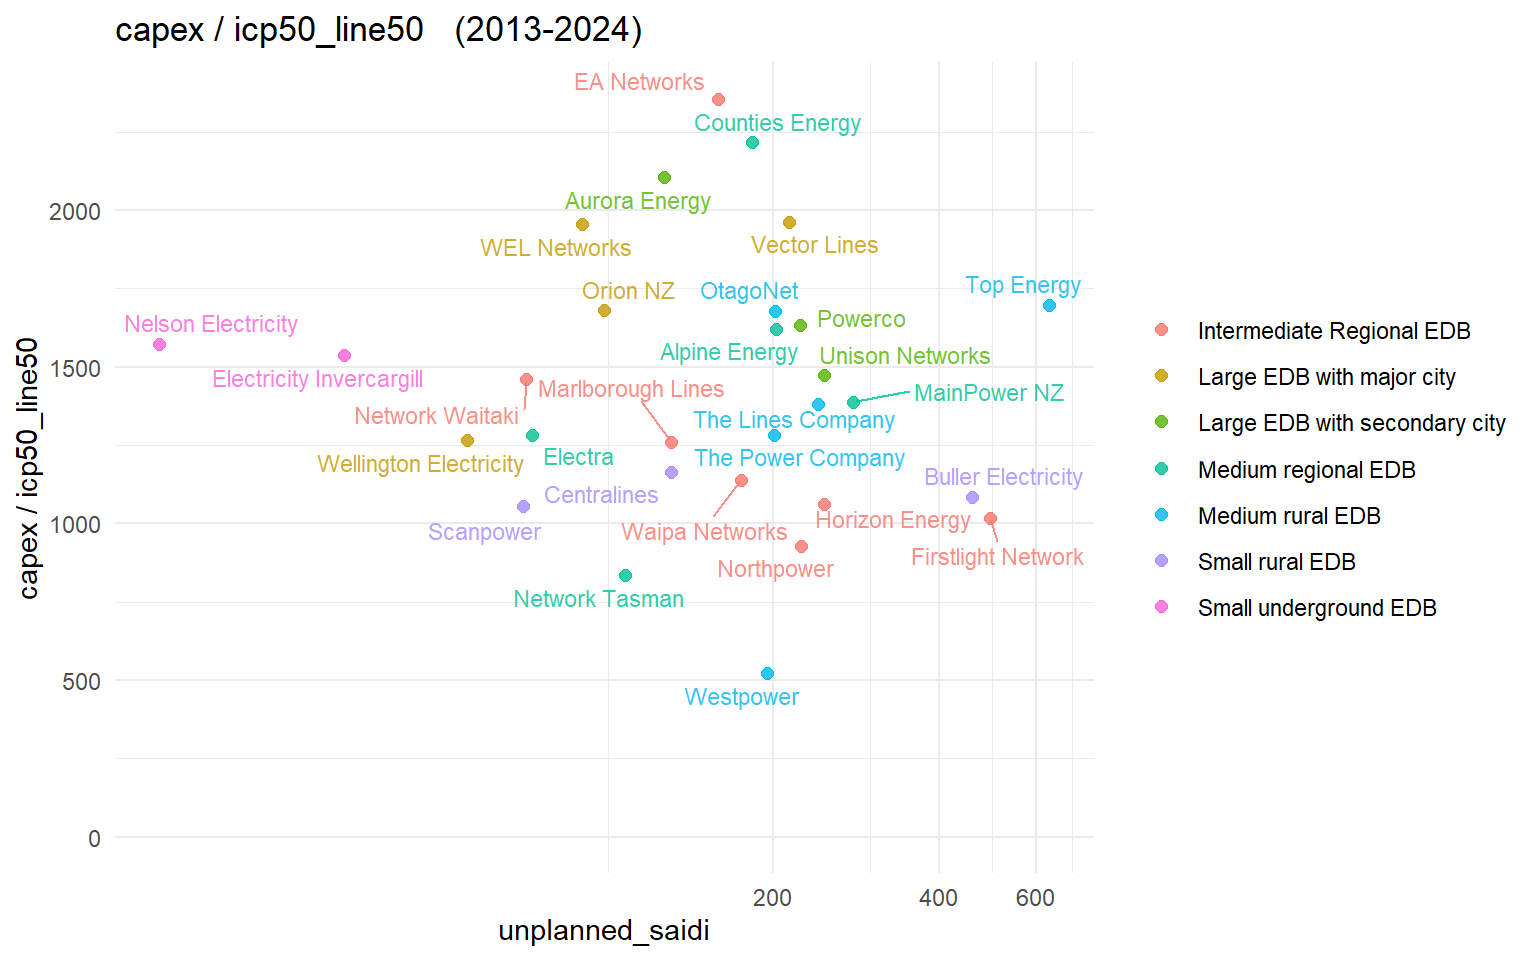 capex / icp50_line50   (2013-2024)
EA Networks
Counties Energy
Aurora Energy
WEL Networks
Vector Lines
Orion NZ
OtagoNet
Top Energy
Nelson Electricity
Powerco
Alpine Energy
Unison Networks
Electricity Invercargill
Marlborough Lines
MainPower NZ
Network Waitaki
The Lines Company
Electra
The Power Company
Wellington Electricity
Buller Electricity
Centralines
Scanpower
Waipa Networks
Horizon Energy
Firstlight Network
Northpower
Network Tasman
Westpower
2000
1500
1000
500
0
capex / icp50_line50
200
400
600
unplanned_saidi
Intermediate Regional EDB
Large EDB with major city
Large EDB with secondary city
Medium regional EDB
Medium rural EDB
Small rural EDB
Small underground EDB